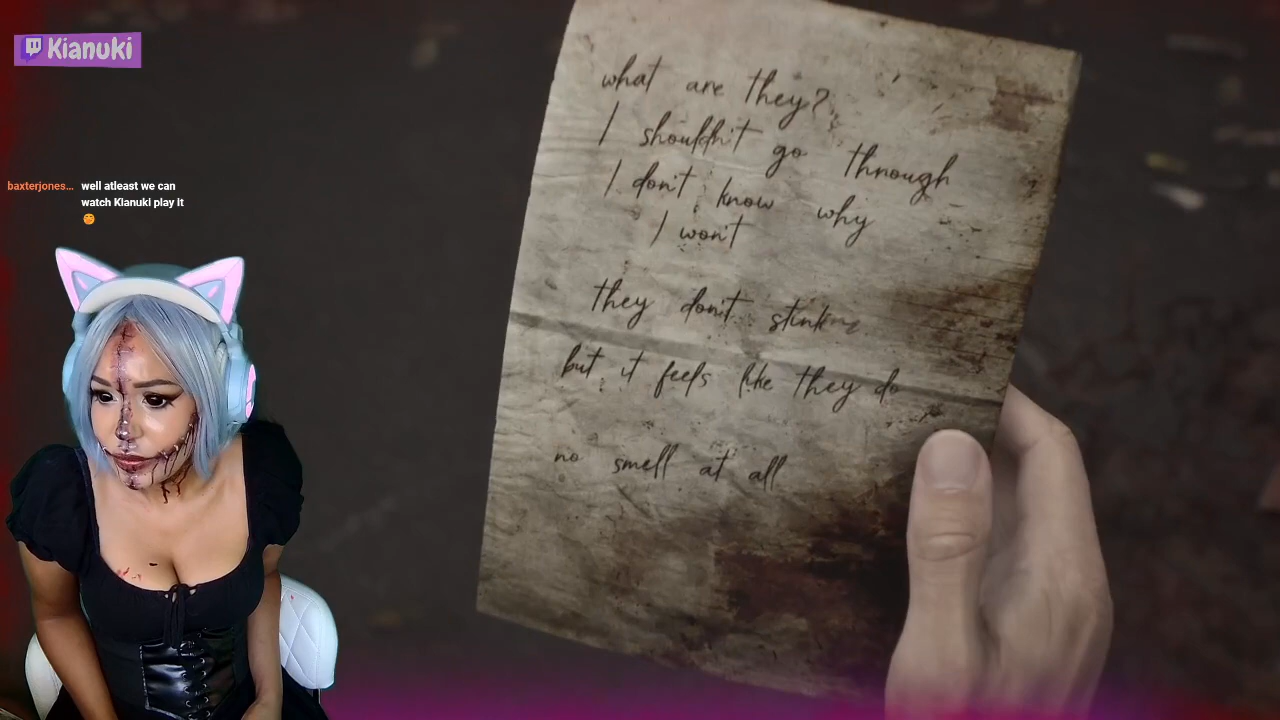 Kianuki
baxterjones... well atleast we can
watch Kianuki play it
what are they?
I shouldn't go through
I don't know why
I won't
they don't stink
but it feels like they do
no smell at all